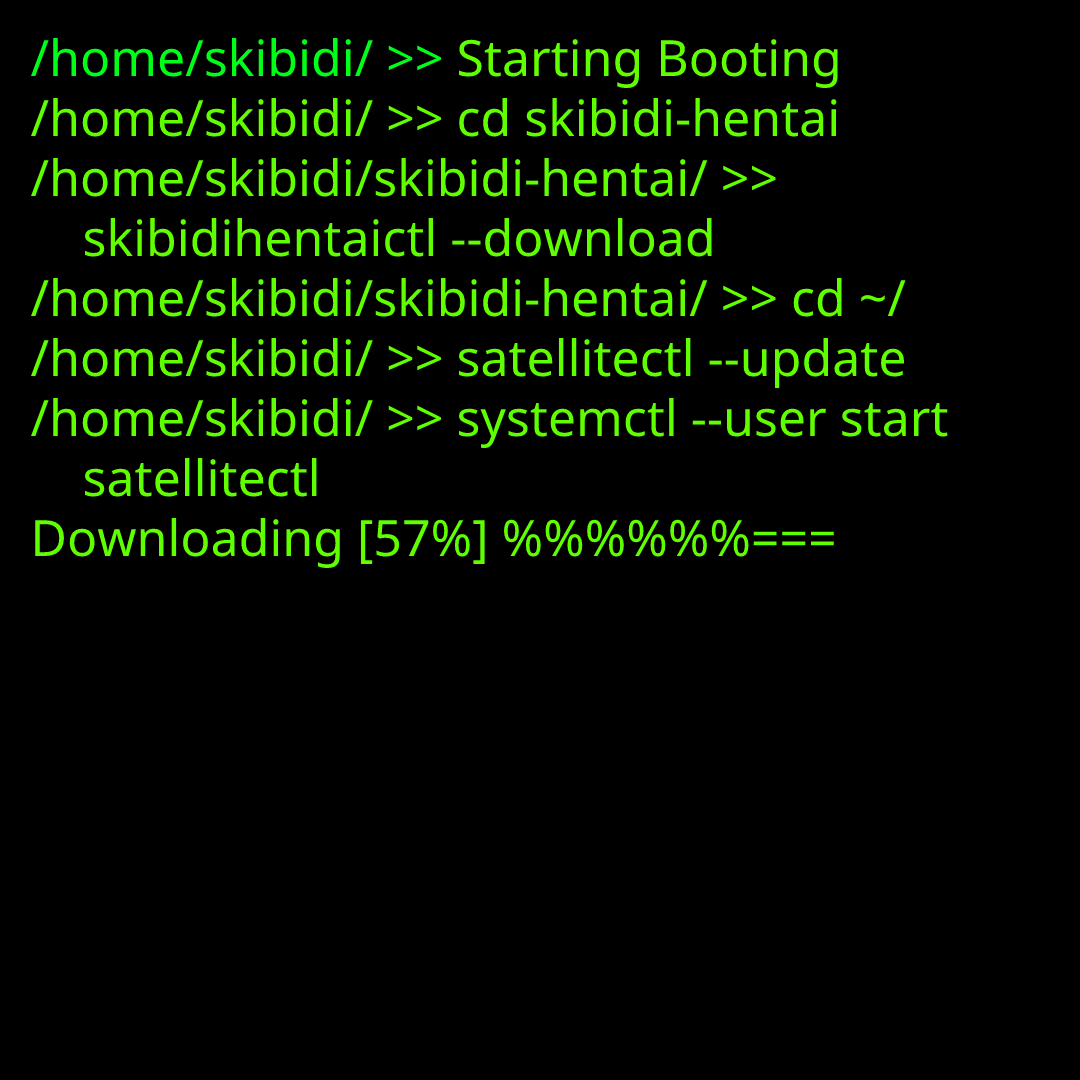 /home/skibidi/ >> Starting Booting
/home/skibidi/ >> cd skibidi-hentai
/home/skibidi/skibidi-hentai/ >>
skibidihentaictl --download
/home/skibidi/skibidi-hentai/ >> cd ~/
/home/skibidi/ >> satellitectl --update
/home/skibidi/ >> systemctl --user start
satellitectl
Downloading [57%] %%%%%%===